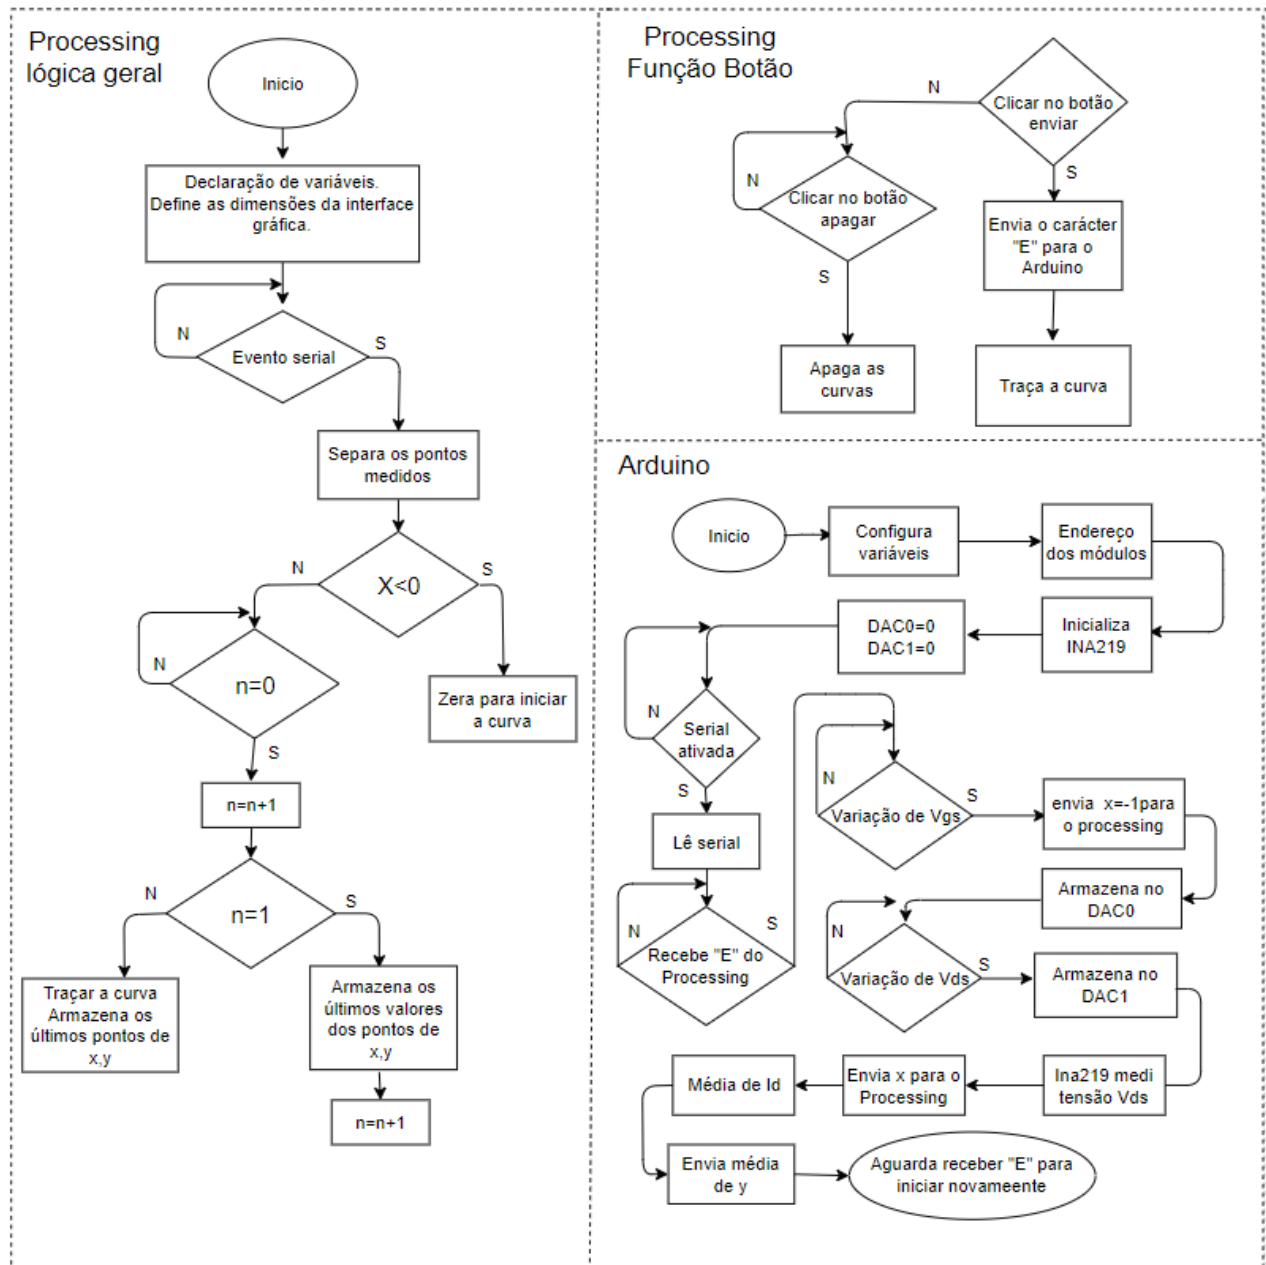 Processing
lógica geral
Inicio
Declaração de variáveis.
Define as dimensões da interface
gráfica.
N
Evento serial
S
Separa os pontos
medidos
N
X<0
S
N
n=0
S
Zera para iniciar
a curva
n=n+1
N
n=1
S
Traçar a curva
Armazena os
últimos pontos de
x,y
Armazena os
últimos valores
dos pontos de
x,y
n=n+1
Processing
Função Botão
N
Clicar no botão
enviar
S
N
Clicar no botão
apagar
S
Envia o carácter
"E" para o
Arduino
Apaga as
curvas
Traça a curva
Arduino
Inicio
Configura
variáveis
Endereço
dos módulos
Inicializa
INA219
DAC0=0
DAC1=0
N
Serial
ativada
S
Lê serial
N
Recebe "E" do
Processing
S
N
Variação de Vgs
S
envia x=-1para
o processing
Armazena no
DAC0
N
Variação de Vds
S
Armazena no
DAC1
Ina219 medi
tensão Vds
Envia x para o
Processing
Média de Id
Envia média
de y
Aguarda receber "E" para
iniciar novameente